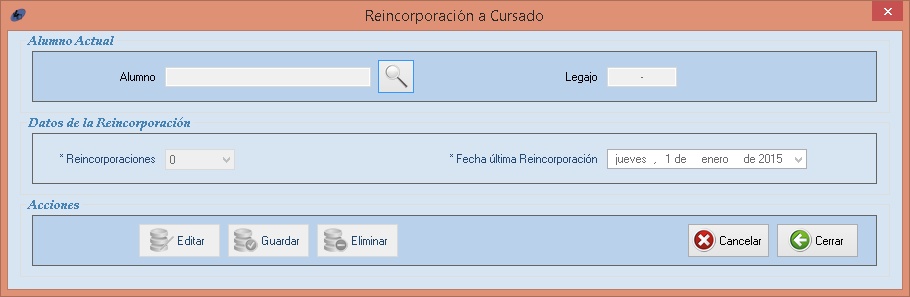 Reincorporación a Cursado
Alumno Actual
Alumno
Legajo -
Datos de la Reincorporación
* Reincorporaciones 0
* Fecha última Reincorporación jueves , 1 de enero de 2015
Acciones
Editar
Guardar
Eliminar
Cancelar
Cerrar